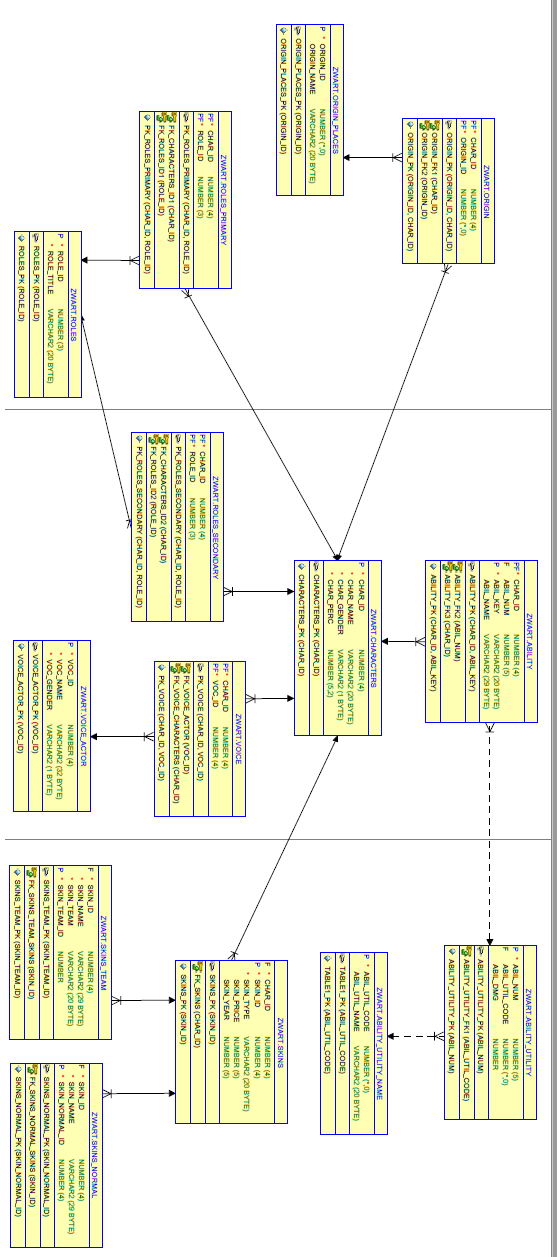 ZWART.ORIGIN_PLACES
P * ORIGIN_ID NUMBER (*,0)
ORIGIN_NAME VARCHAR2 (20 BYTE)
ORIGIN_PLACES_PK (ORIGIN_ID)
ORIGIN_PLACES_PK (ORIGIN_ID)
ZWART.ORIGIN
PF* CHAR_ID NUMBER (4)
PF* ORIGIN_ID NUMBER (*,0)
ORIGIN_PK (ORIGIN_ID, CHAR_ID)
ORIGIN_FK1 (CHAR_ID)
ORIGIN_FK2 (ORIGIN_ID)
ORIGIN_PK (ORIGIN_ID, CHAR_ID)
ZWART.ROLES_PRIMARY
PF* CHAR_ID NUMBER (4)
PF* ROLE_ID NUMBER (3)
PK_ROLES_PRIMARY (CHAR_ID, ROLE_ID)
FK_CHARACTERS_ID1 (CHAR_ID)
FK_ROLES_ID1 (ROLE_ID)
PK_ROLES_PRIMARY (CHAR_ID, ROLE_ID)
ZWART.ROLES
P * ROLE_ID NUMBER (3)
* ROLE_TITLE VARCHAR2 (20 BYTE)
ROLES_PK (ROLE_ID)
ROLES_PK (ROLE_ID)
ZWART.ROLES_SECONDARY
PF* CHAR_ID NUMBER (4)
PF* ROLE_ID NUMBER (3)
PK_ROLES_SECONDARY (CHAR_ID, ROLE_ID)
FK_CHARACTERS_ID2 (CHAR_ID)
FK_ROLES_ID2 (ROLE_ID)
PK_ROLES_SECONDARY (CHAR_ID, ROLE_ID)
ZWART.CHARACTERS
P * CHAR_ID NUMBER (4)
* CHAR_NAME VARCHAR2 (20 BYTE)
* CHAR_GENDER VARCHAR2 (1 BYTE)
* CHAR_PERC NUMBER (5,2)
CHARACTERS_PK (CHAR_ID)
CHARACTERS_PK (CHAR_ID)
ZWART.ABILITY
PF* CHAR_ID NUMBER (4)
F ABIL_NUM NUMBER (5)
P * ABIL_KEY VARCHAR2 (20 BYTE)
ABIL_NAME VARCHAR2 (29 BYTE)
ABILITY_PK (CHAR_ID, ABIL_KEY)
ABILITY_FK2 (ABIL_NUM)
ABILITY_FK3 (CHAR_ID)
ABILITY_PK (CHAR_ID, ABIL_KEY)
ZWART.VOICE_ACTOR
P * VOC_ID NUMBER (4)
* VOC_NAME VARCHAR2 (32 BYTE)
* VOC_GENDER VARCHAR2 (1 BYTE)
VOICE_ACTOR_PK (VOC_ID)
VOICE_ACTOR_PK (VOC_ID)
ZWART.VOICE
PF* CHAR_ID NUMBER (4)
PF* VOC_ID NUMBER (4)
PK_VOICE (CHAR_ID, VOC_ID)
FK_VOICE_ACTOR (VOC_ID)
FK_VOICE_CHARACTERS (CHAR_ID)
PK_VOICE (CHAR_ID, VOC_ID)
ZWART.SKINS_TEAM
F * SKIN_ID NUMBER (4)
* SKIN_NAME VARCHAR2 (29 BYTE)
* SKIN_TEAM VARCHAR2 (20 BYTE)
P * SKIN_TEAM_ID NUMBER
SKINS_TEAM_PK (SKIN_TEAM_ID)
FK_SKINS_TEAM_SKINS (SKIN_ID)
SKINS_TEAM_PK (SKIN_TEAM_ID)
ZWART.SKINS
F * CHAR_ID NUMBER (4)
P * SKIN_ID NUMBER (4)
* SKIN_TYPE VARCHAR2 (20 BYTE)
* SKIN_PRICE NUMBER (5)
* SKIN_YEAR NUMBER (5)
SKINS_PK (SKIN_ID)
FK_SKINS (CHAR_ID)
SKINS_PK (SKIN_ID)
ZWART.ABILITY_UTILITY_NAME
P * ABIL_UTIL_CODE NUMBER (*,0)
ABIL_UTIL_NAME VARCHAR2 (20 BYTE)
TABLE1_PK (ABIL_UTIL_CODE)
TABLE1_PK (ABIL_UTIL_CODE)
ZWART.ABILITY_UTILITY
P * ABIL_NUM NUMBER (5)
F ABIL_UTIL_CODE NUMBER (*,0)
ABIL_DMG NUMBER
ABILITY_UTILITY_PK (ABIL_NUM)
ABILITY_UTILITY_FK1 (ABIL_UTIL_CODE)
ABILITY_UTILITY_PK (ABIL_NUM)
ZWART.SKINS_NORMAL
F * SKIN_ID NUMBER (4)
* SKIN_NAME VARCHAR2 (29 BYTE)
P * SKIN_NORMAL_ID NUMBER (4)
SKINS_NORMAL_PK (SKIN_NORMAL_ID)
FK_SKINS_NORMAL_SKINS (SKIN_ID)
SKINS_NORMAL_PK (SKIN_NORMAL_ID)